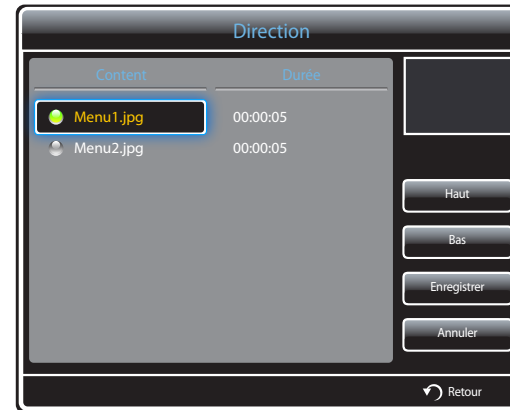 Direction
Content Durée
Menu1.jpg 00:00:05
Menu2.jpg 00:00:05
Haut
Bas
Enregistrer
Annuler
Retour